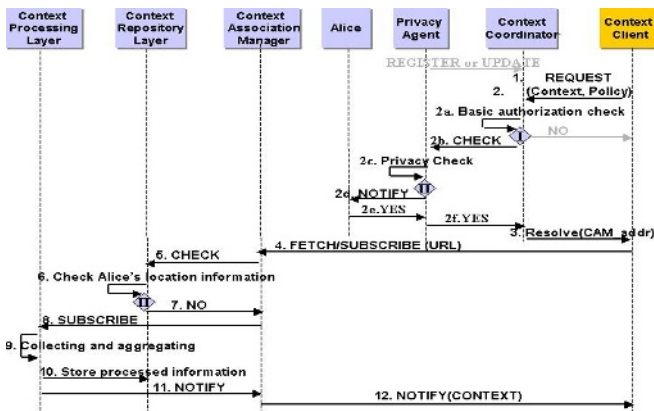 Context
Processing
Layer
Context
Repository
Layer
Context
Association
Manager
Alice
Privacy
Agent
Context
Coordinator
Context
Client
REGISTER or UPDATE
1. REQUEST
2. (Context, Policy)
2a. Basic authorization check
I
NO
2b. CHECK
2c. Privacy Check
II
2d. NOTIFY
2e.YES
2f.YES
3. Resolve(CAM_addr)
4. FETCH/SUBSCRIBE (URL)
5. CHECK
6. Check Alice's location information
II
7. NO
8. SUBSCRIBE
9. Collecting and aggregating
10. Store processed information
11. NOTIFY
12. NOTIFY(CONTEXT)